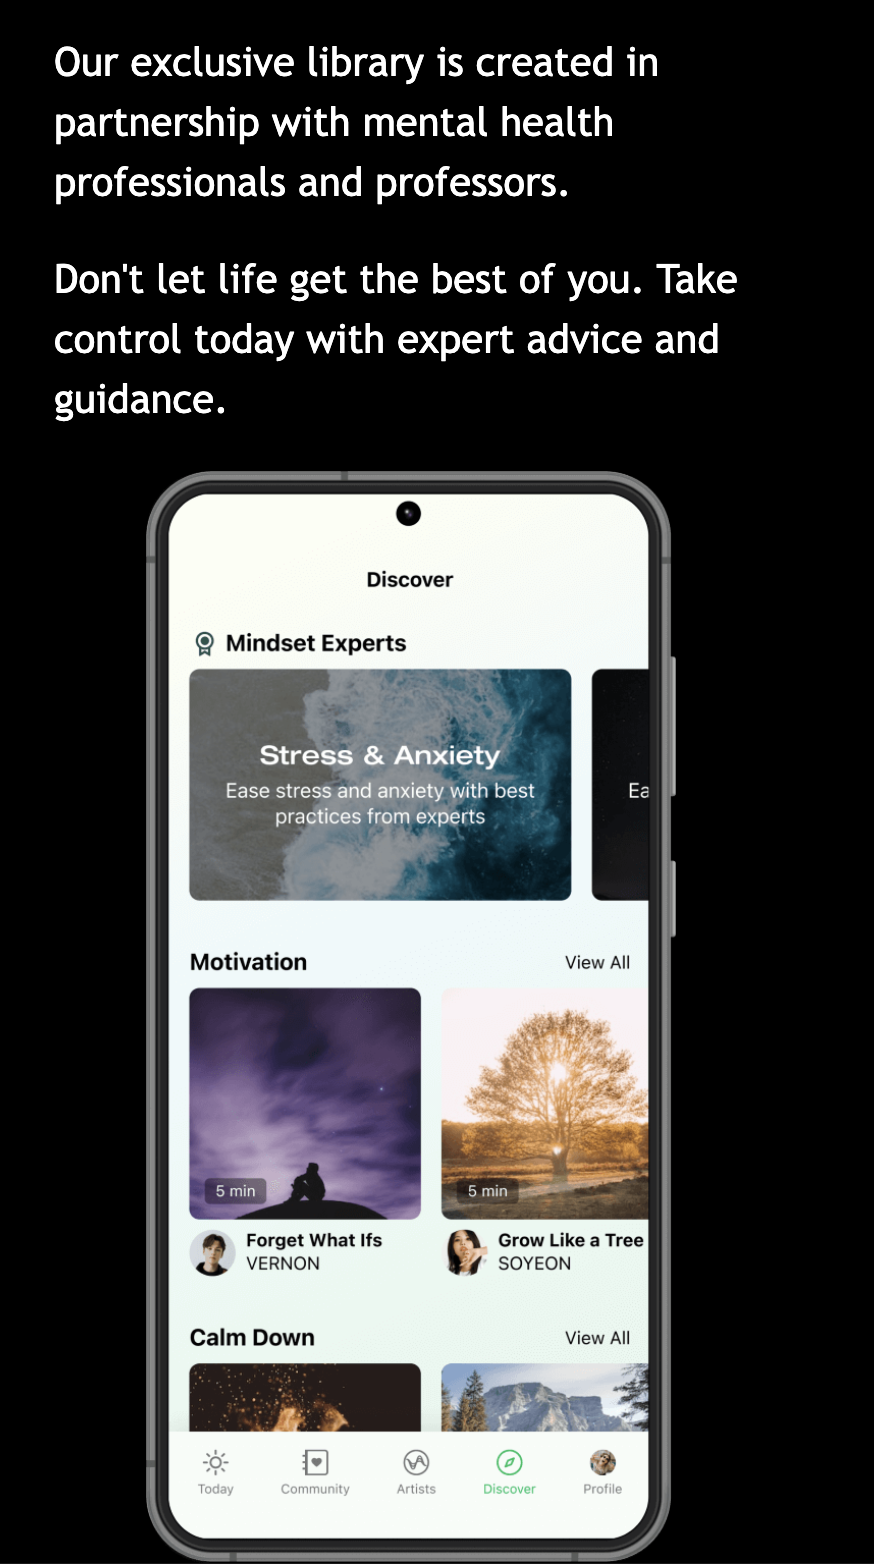 Our exclusive library is created in
partnership with mental health
professionals and professors.
Don't let life get the best of you. Take
control today with expert advice and
guidance.
Discover
Mindset Experts
Stress & Anxiety
Ease stress and anxiety with best
practices from experts
Ea
Motivation
View All
5 min
5 min
Forget What Ifs
VERNON
Grow Like a Tree
SOYEON
Calm Down
View All
Today
Community
Artists
Discover
Profile